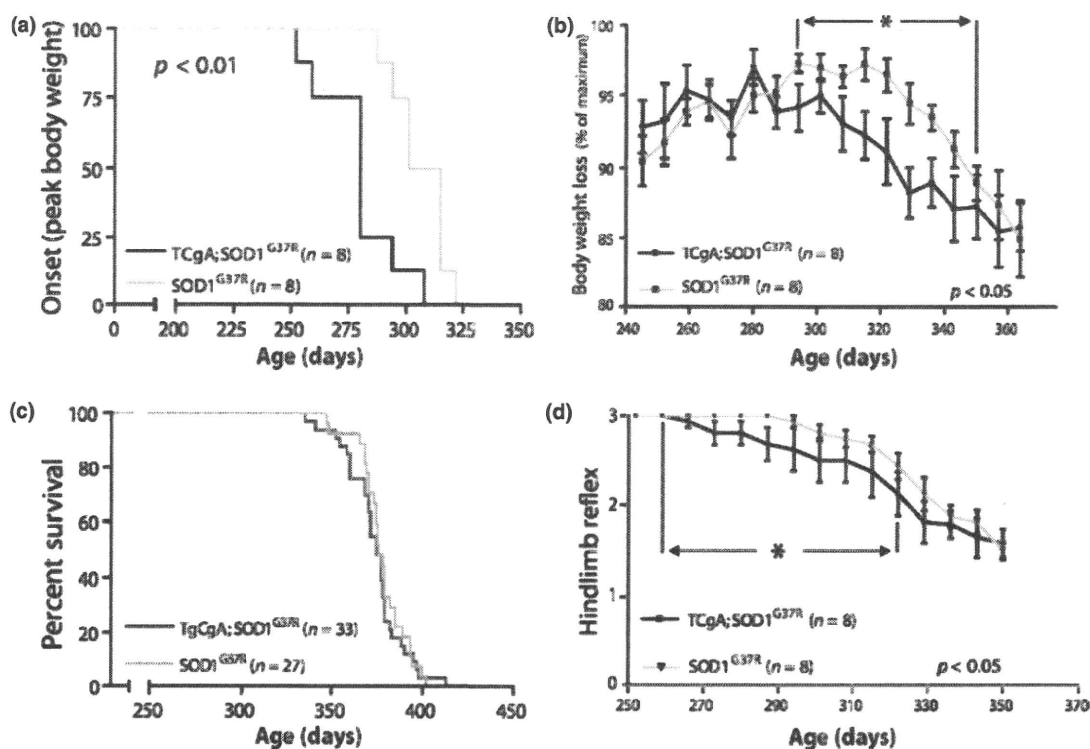 (a)
100
75
50
25
0
Onset (peak body weight)
p < 0.01
TCgA;SOD1G37R (n = 8)
SOD1G37R (n = 8)
0 200 225 250 275 300 325 350
Age (days)
(b)
100
95
90
85
80
Body weight loss (% of maximum)
*
TCgA;SOD1G37R (n = 8)
SOD1G37R (n = 8)
p < 0.05
240 260 280 300 320 340 360
Age (days)
(c)
100
80
60
40
20
0
Percent survival
TgCgA;SOD1G37R (n = 33)
SOD1G37R (n = 27)
250 300 350 400 450
Age (days)
(d)
3
2
1
0
Hindlimb reflex
*
TCgA;SOD1G37R (n = 8)
SOD1G37R (n = 8)
p < 0.05
250 270 290 310 330 350 370
Age (days)